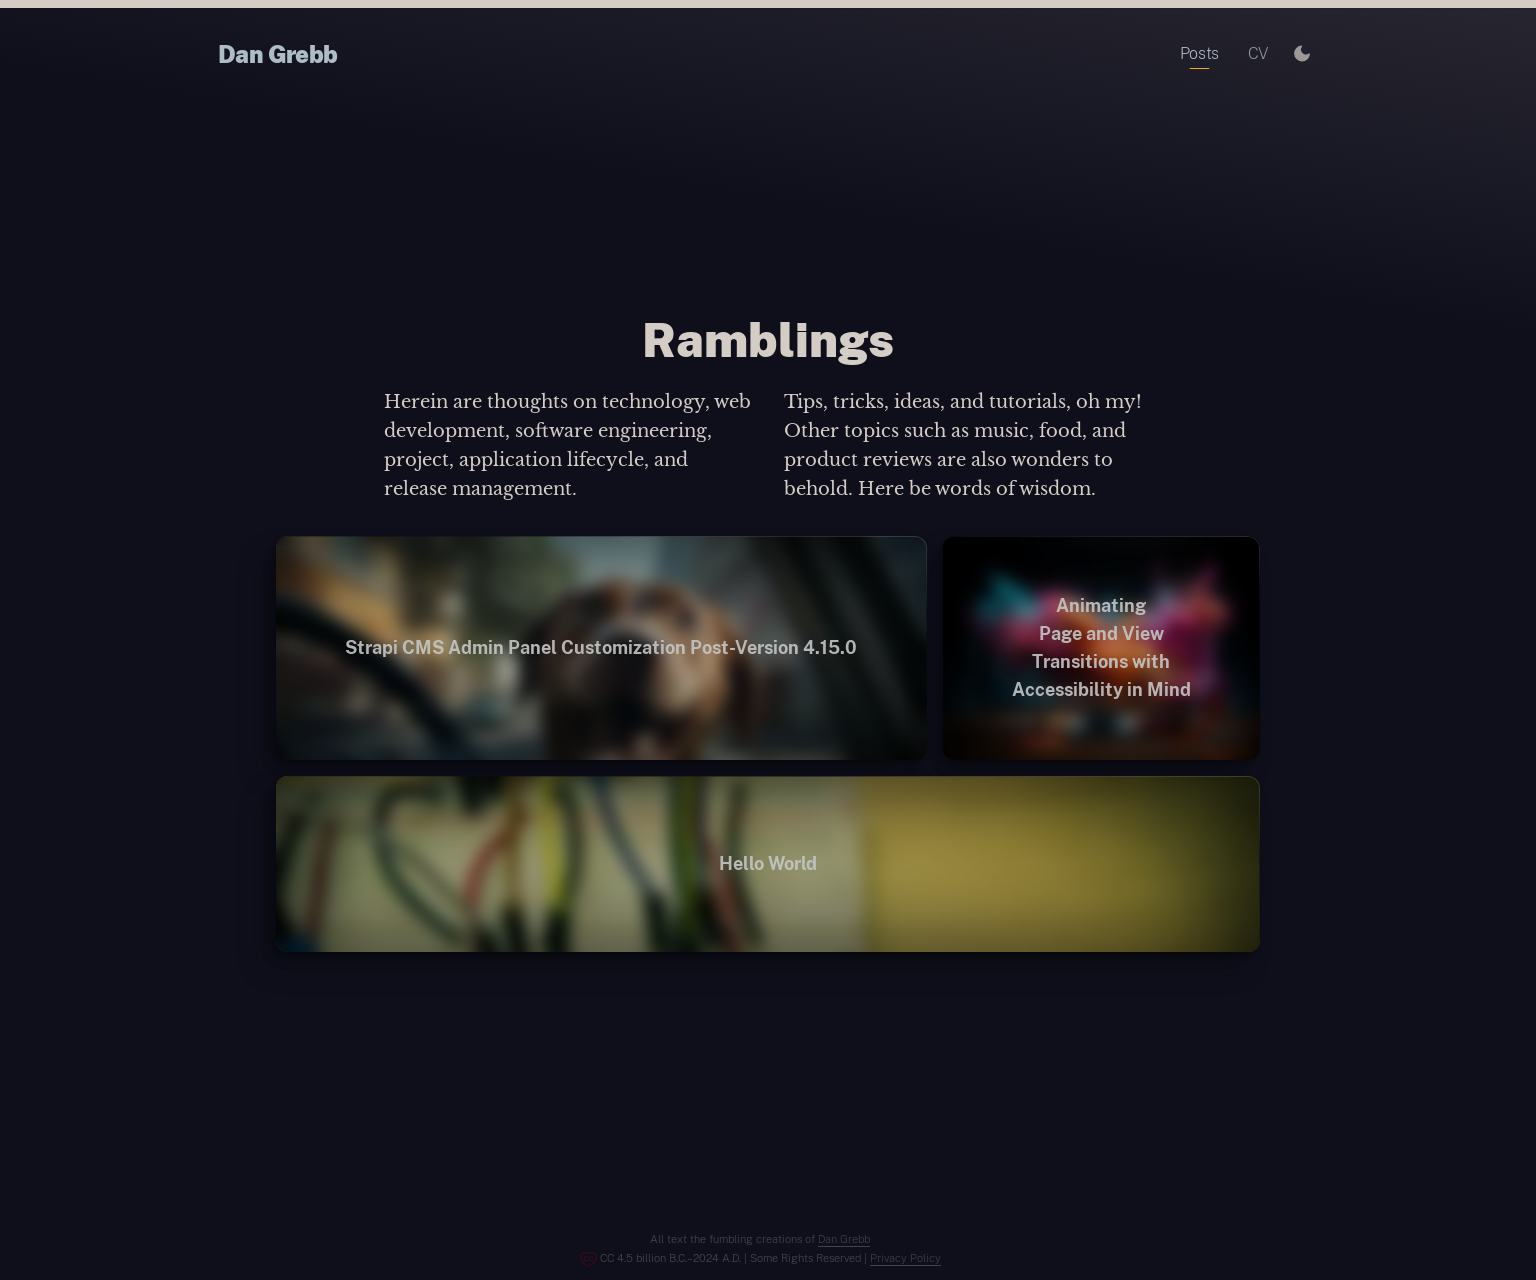 Dan Grebb
Posts
CV
Ramblings
Herein are thoughts on technology, web
development, software engineering,
project, application lifecycle, and
release management.
Tips, tricks, ideas, and tutorials, oh my!
Other topics such as music, food, and
product reviews are also wonders to
behold. Here be words of wisdom.
Strapi CMS Admin Panel Customization Post-Version 4.15.0
Animating
Page and View
Transitions with
Accessibility in Mind
Hello World
All text the fumbling creations of Dan Grebb
CC 4.5 billion B.C.–2024 A.D. | Some Rights Reserved | Privacy Policy